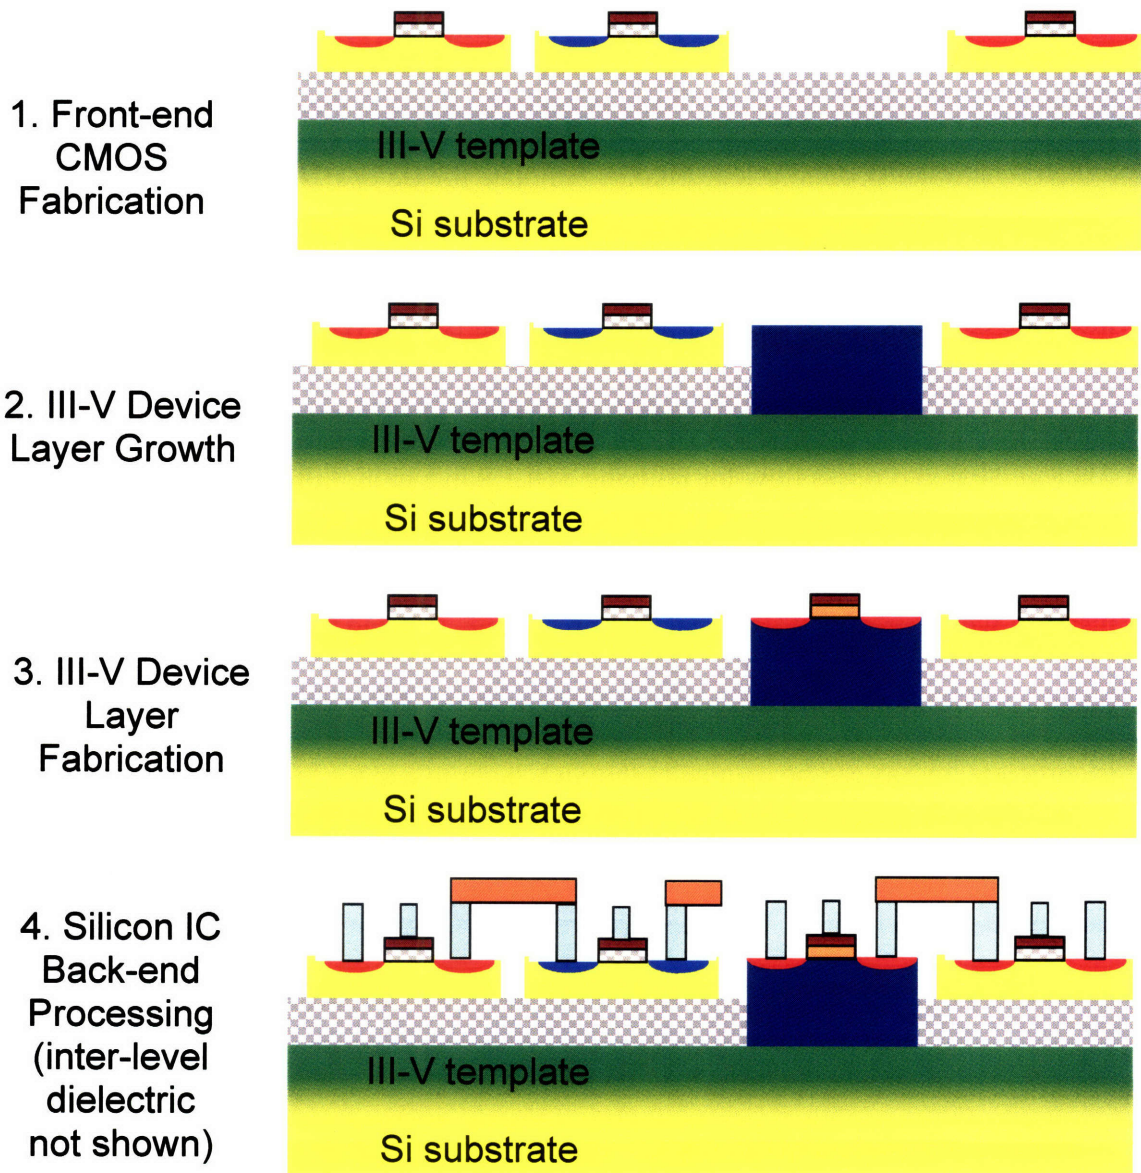 1. Front-end
CMOS
Fabrication
III-V template
Si substrate
2. III-V Device
Layer Growth
III-V template
Si substrate
3. III-V Device
Layer
Fabrication
III-V template
Si substrate
4. Silicon IC
Back-end
Processing
(inter-level
dielectric
not shown)
III-V template
Si substrate